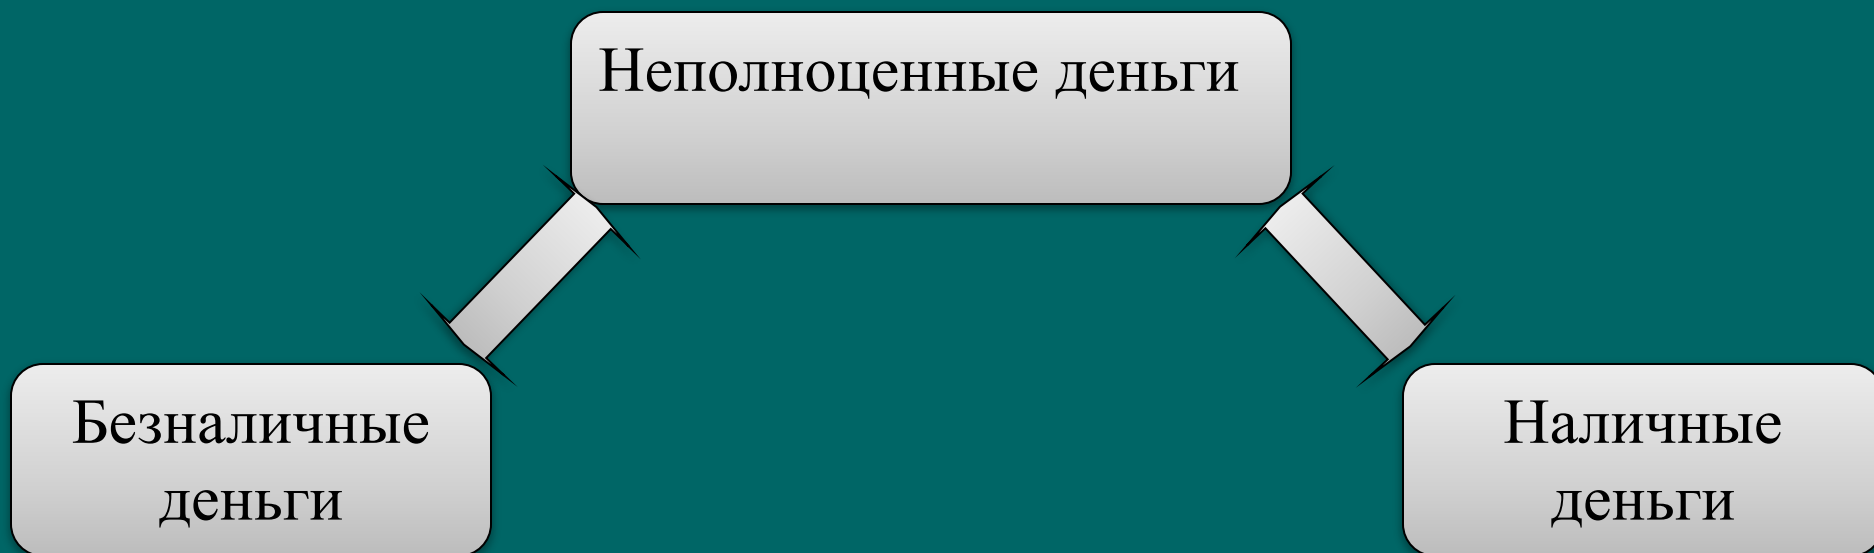 Неполноценные деньги
Безналичные
деньги
Наличные
деньги